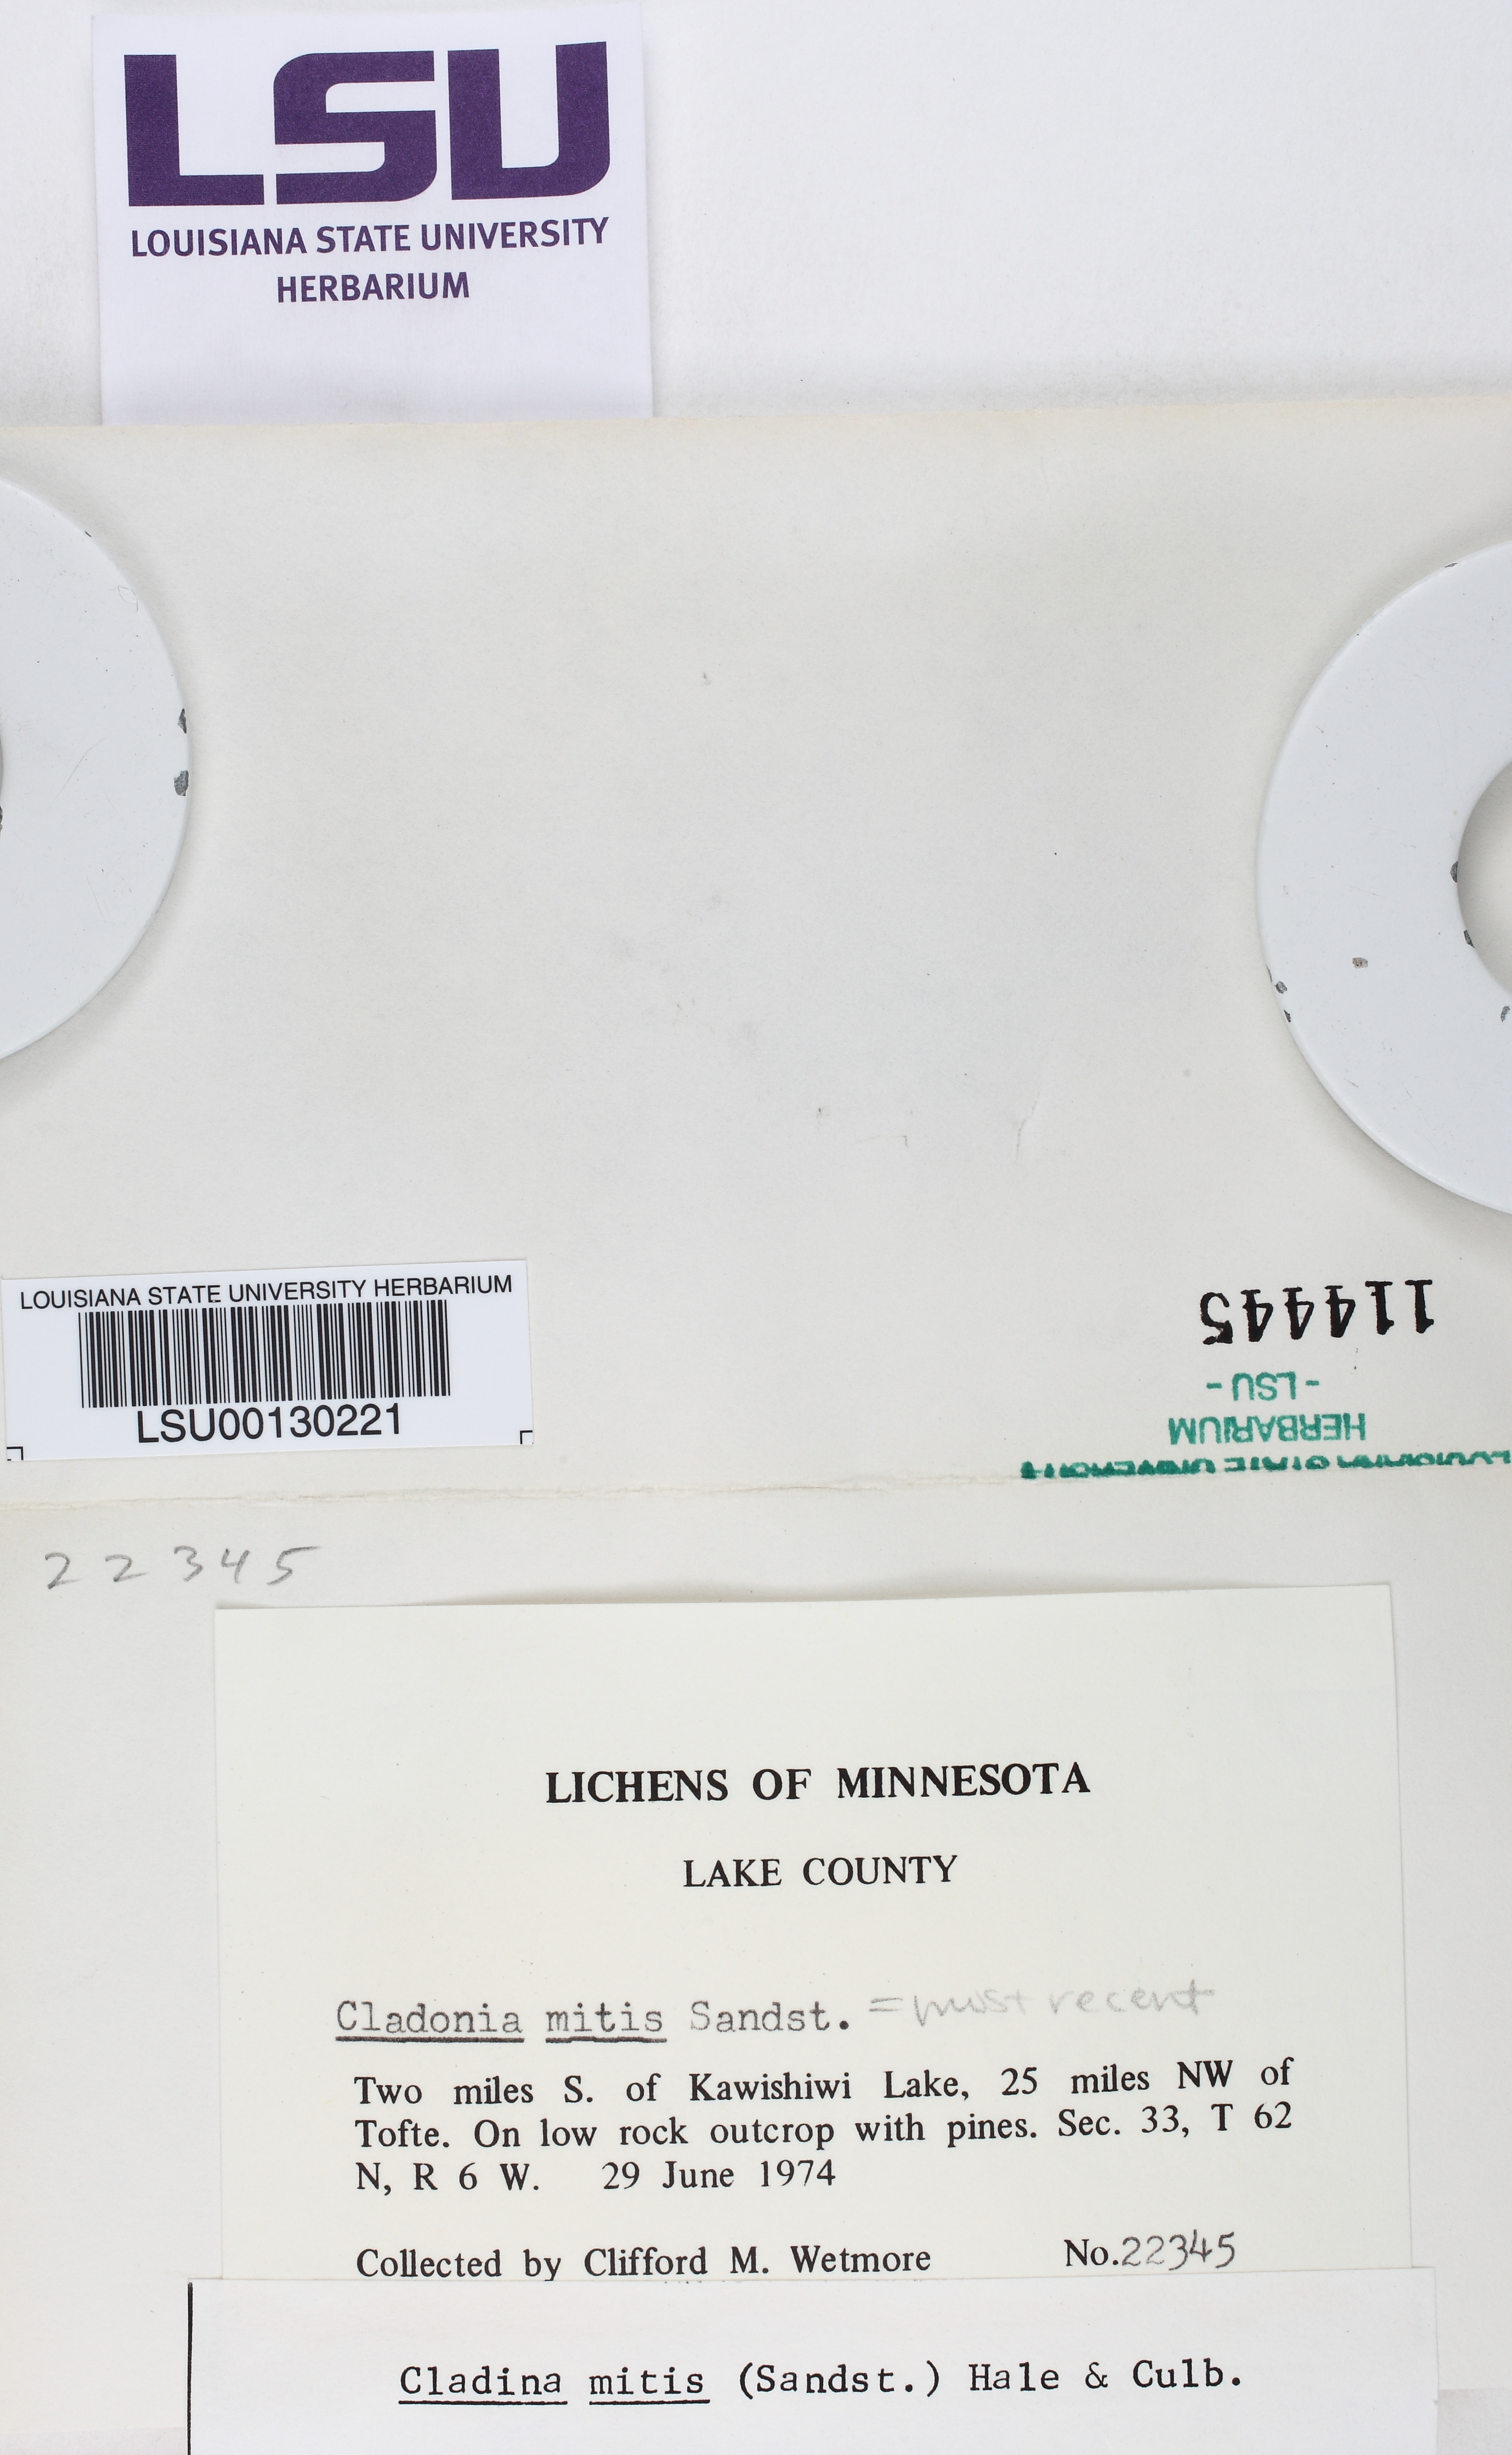 LSU
LOUISIANA STATE UNIVERSITY
HERBARIUM
LOUISIANA STATE UNIVERSITY HERBARIUM
LSU00130221
114445
- LSU -
HERBARIUM
LOUISIANA STATE UNIVERSITY
22345
LICHENS OF MINNESOTA
LAKE COUNTY
Cladonia mitis Sandst. = most recent
Two miles S. of Kawishiwi Lake, 25 miles NW of
Tofte. On low rock outcrop with pines. Sec. 33, T 62
N, R 6 W. 29 June 1974
Collected by Clifford M. Wetmore No. 22345
Cladina mitis (Sandst.) Hale & Culb.